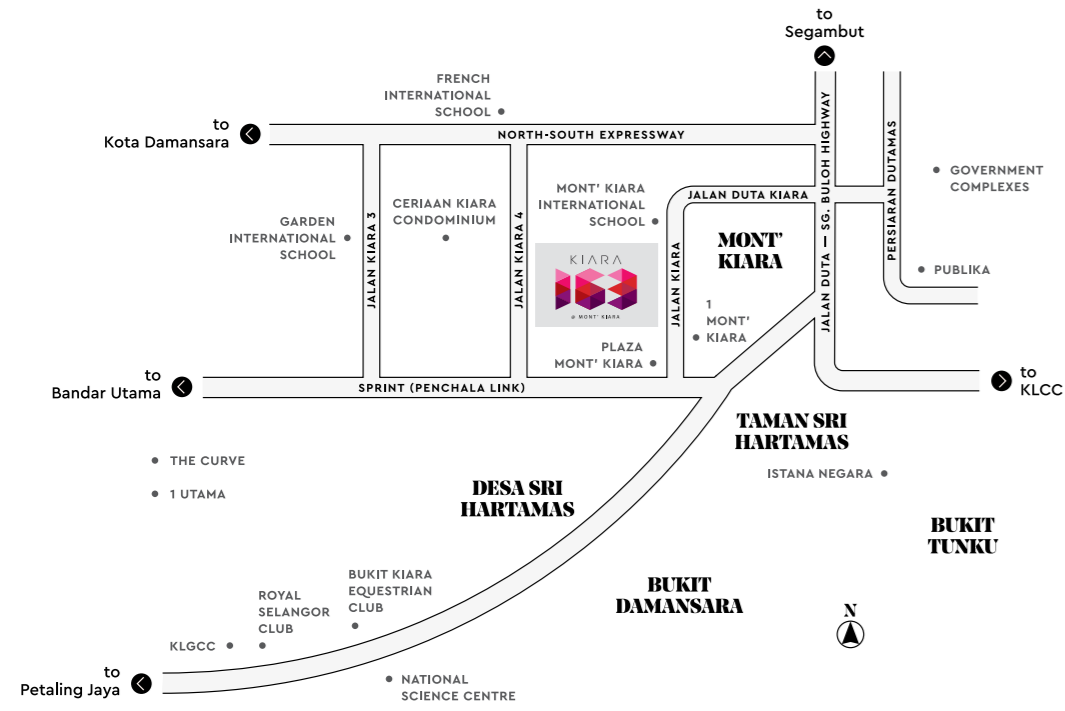 to
Segambut
FRENCH
INTERNATIONAL
SCHOOL
to
Kota Damansara
NORTH-SOUTH EXPRESSWAY
JALAN DUTA — SG. BULOH HIGHWAY
PERSIARAN DUTAMAS
GOVERNMENT
COMPLEXES
MONT' KIARA
INTERNATIONAL
SCHOOL
JALAN DUTA KIARA
CERIAAN KIARA
CONDOMINIUM
GARDEN
INTERNATIONAL
SCHOOL
JALAN KIARA 3
JALAN KIARA 4
KIARA
163
@ MONT' KIARA
JALAN KIARA
MONT'
KIARA
PUBLIKA
1
MONT'
KIARA
PLAZA
MONT' KIARA
to
Bandar Utama
SPRINT (PENCHALA LINK)
to
KLCC
TAMAN SRI
HARTAMAS
THE CURVE
1 UTAMA
ISTANA NEGARA
DESA SRI
HARTAMAS
BUKIT
TUNKU
BUKIT
DAMANSARA
BUKIT KIARA
EQUESTRIAN
CLUB
ROYAL
SELANGOR
CLUB
KLGCC
N
to
Petaling Jaya
NATIONAL
SCIENCE CENTRE